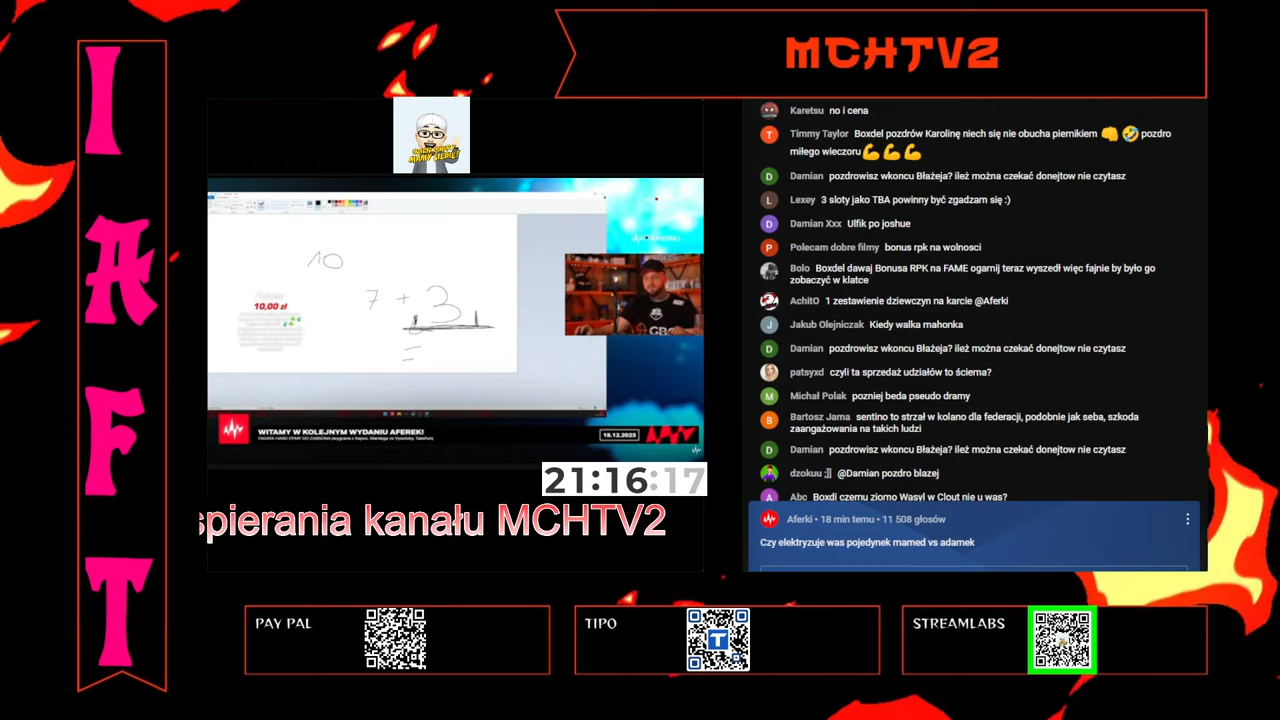 I AFT
MCHTV2
10
7 + 3
=
10,00 zł
WITAMY W KOLEJNYM WYDANIU AFEREK!
18.12.2023
21:16:17
spierania kanału MCHTV2
Karetsu no i cena
Timmy Taylor Boxdel pozdrów Karolinę niech się nie obucha piernikiem 👊 🤣 pozdro
miłego wieczoru 💪 💪 💪
Damian pozdrowisz wkoncu Błażeja? ileż można czekać donejtow nie czytasz
Lexey 3 sloty jako TBA powinny być zgadzam się :)
Damian Xxx Ulfik po joshue
Polecam dobre filmy bonus rpk na wolnosci
Bolo Boxdel dawaj Bonusa RPK na FAME ogarnij teraz wyszedł więc fajnie by było go
zobaczyć w klatce
AchitO 1 zestawienie dziewczyn na karcie @Aferki
Jakub Olejniczak Kiedy walka mahonka
Damian pozdrowisz wkoncu Błażeja? ileż można czekać donejtow nie czytasz
patsyxd czyli ta sprzedaż udziałów to ściema?
Michał Polak pozniej beda pseudo dramy
Bartosz Jama sentino to strzał w kolano dla federacji, podobnie jak seba, szkoda
zaangażowania na takich ludzi
Damian pozdrowisz wkoncu Błażeja? ileż można czekać donejtow nie czytasz
dzokuu ;]] @Damian pozdro blazej
Abc Boxdi czemu ziomo Wasyl w Clout nie u was?
Aferki • 18 min temu • 11 508 głosów
Czy elektryzuje was pojedynek mamed vs adamek
PAY PAL
TIPO
STREAMLABS